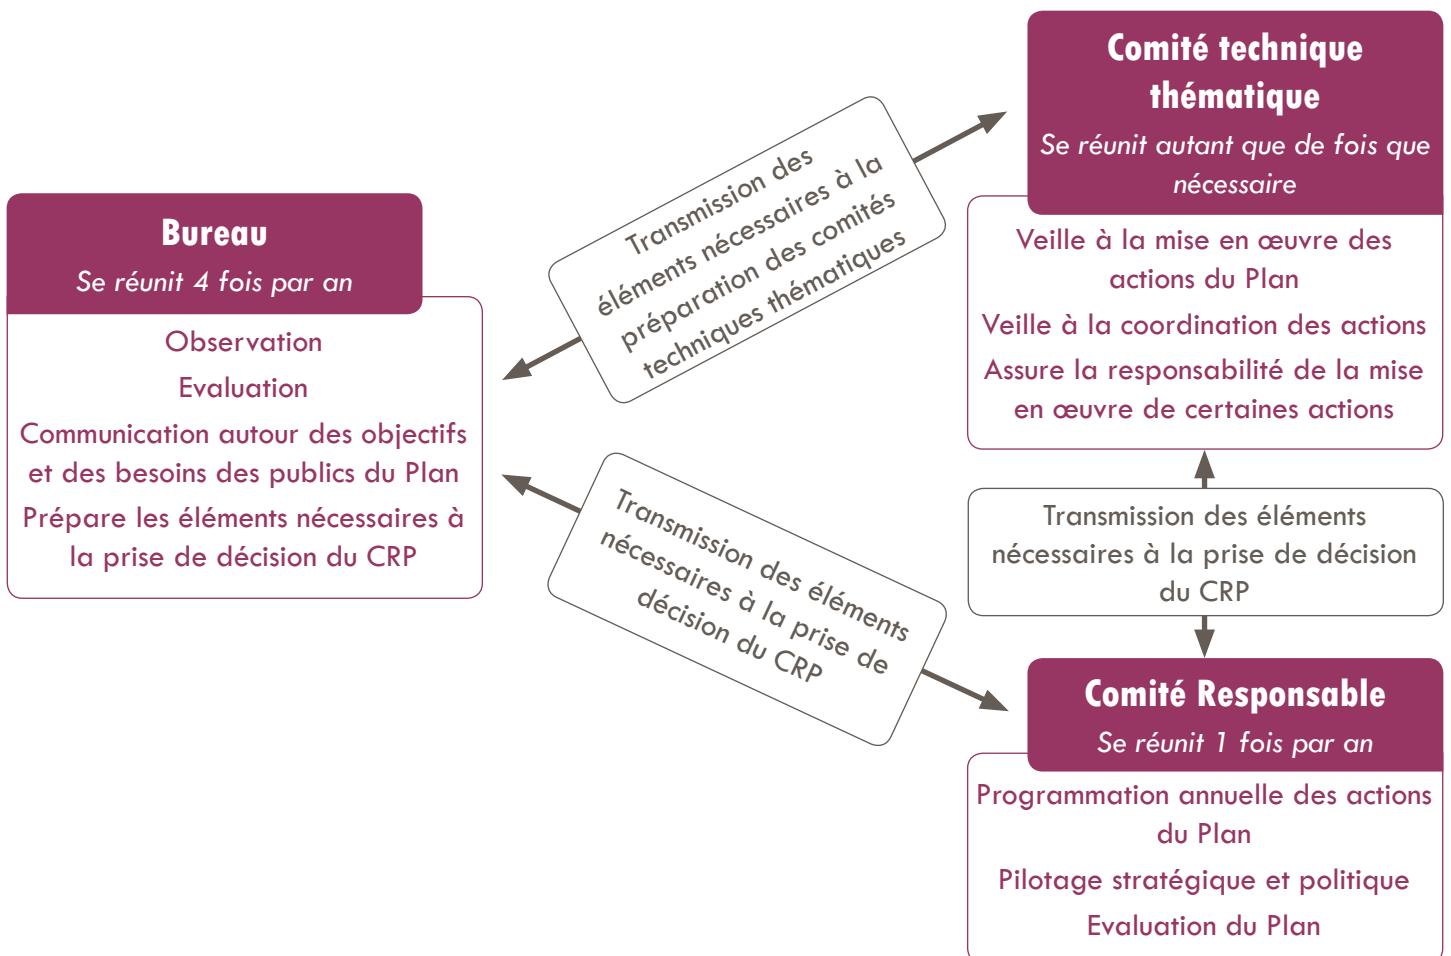 Bureau
Se réunit 4 fois par an
Observation
Evaluation
Communication autour des objectifs
et des besoins des publics du Plan
Prépare les éléments nécessaires à
la prise de décision du CRP
Transmission des
éléments nécessaires à la
préparation des comités
techniques thématiques
Transmission des éléments
nécessaires à la prise de
décision du CRP
Comité technique
thématique
Se réunit autant que de fois que
nécessaire
Veille à la mise en œuvre des
actions du Plan
Veille à la coordination des actions
Assure la responsabilité de la mise
en œuvre de certaines actions
Transmission des éléments
nécessaires à la prise de décision
du CRP
Comité Responsable
Se réunit 1 fois par an
Programmation annuelle des actions
du Plan
Pilotage stratégique et politique
Evaluation du Plan